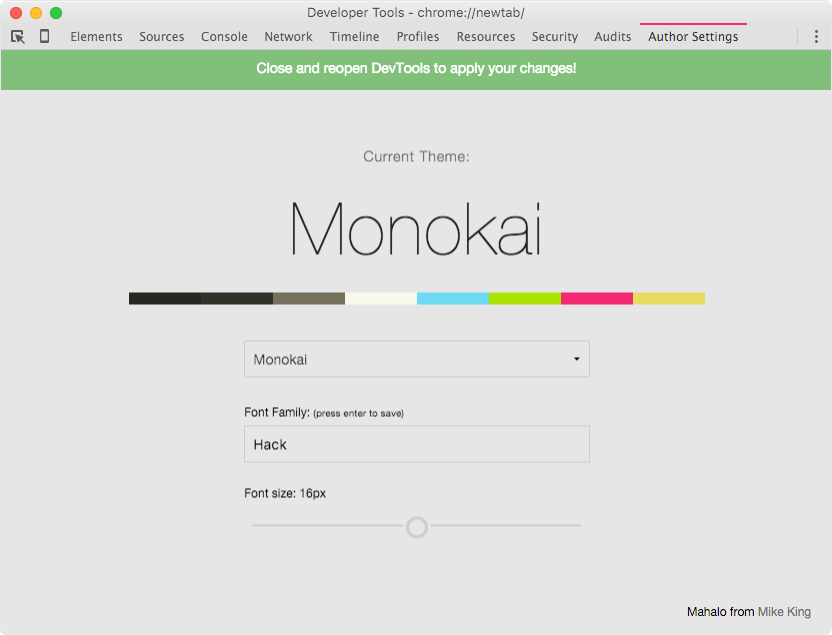 Developer Tools - chrome://newtab/
Elements Sources Console Network Timeline Profiles Resources Security Audits Author Settings
Close and reopen DevTools to apply your changes!
Current Theme:
Monokai
Monokai
Font Family: (press enter to save)
Hack
Font size: 16px
Mahalo from Mike King